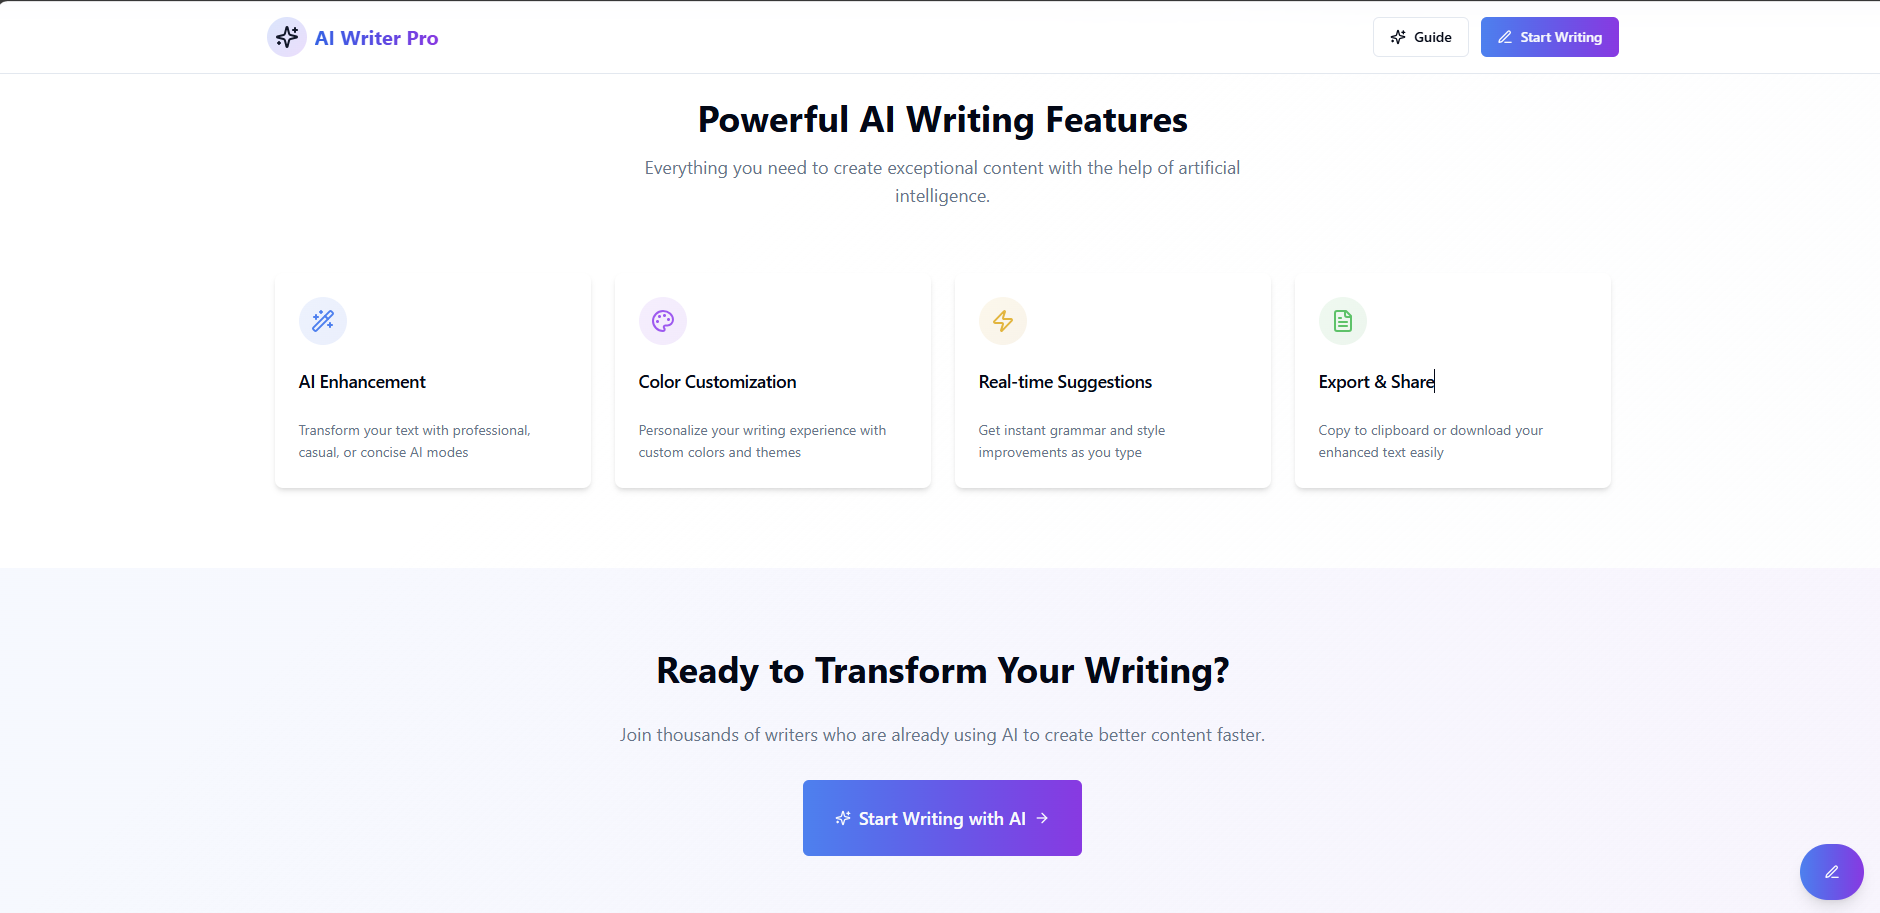 AI Writer Pro
Guide
Start Writing
Powerful AI Writing Features
Everything you need to create exceptional content with the help of artificial
intelligence.
AI Enhancement
Transform your text with professional,
casual, or concise AI modes
Color Customization
Personalize your writing experience with
custom colors and themes
Real-time Suggestions
Get instant grammar and style
improvements as you type
Export & Share
Copy to clipboard or download your
enhanced text easily
Ready to Transform Your Writing?
Join thousands of writers who are already using AI to create better content faster.
Start Writing with AI